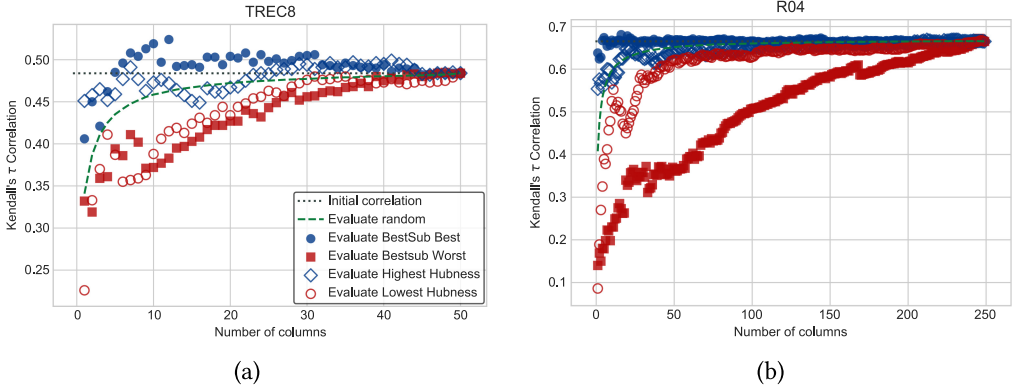 TREC8
Kendall's τ Correlation
0.50
0.45
0.40
0.35
0.30
0.25
0
10
20
30
40
50
Number of columns
Initial correlation
Evaluate random
Evaluate BestSub Best
Evaluate Bestsub Worst
Evaluate Highest Hubness
Evaluate Lowest Hubness
(a)
R04
Kendall's τ Correlation
0.7
0.6
0.5
0.4
0.3
0.2
0.1
0
50
100
150
200
250
Number of columns
(b)